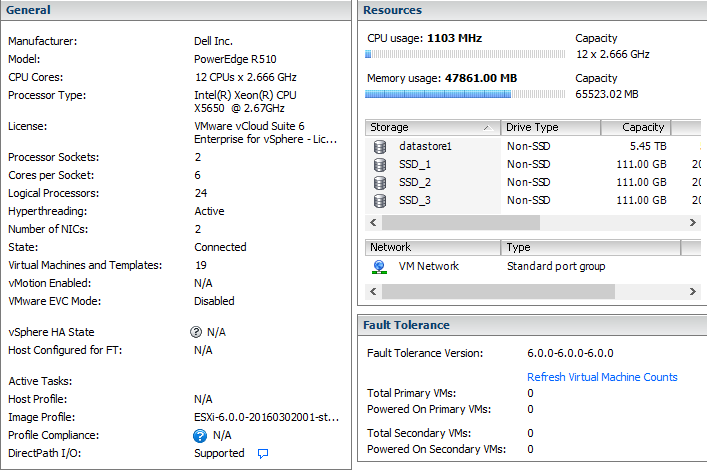 General
Manufacturer: Dell Inc.
Model: PowerEdge R510
CPU Cores: 12 CPUs x 2.666 GHz
Processor Type: Intel(R) Xeon(R) CPU
X5650 @ 2.67GHz
License: VMware vCloud Suite 6
Enterprise for vSphere - Lic...
Processor Sockets: 2
Cores per Socket: 6
Logical Processors: 24
Hyperthreading: Active
Number of NICs: 2
State: Connected
Virtual Machines and Templates: 19
vMotion Enabled: N/A
VMware EVC Mode: Disabled
vSphere HA State N/A
Host Configured for FT: N/A
Active Tasks:
Host Profile: N/A
Image Profile: ESXi-6.0.0-20160302001-st...
Profile Compliance: N/A
DirectPath I/O: Supported
Resources
CPU usage: 1103 MHz Capacity
12 x 2.666 GHz
Memory usage: 47861.00 MB Capacity
65523.02 MB
Storage Drive Type Capacity
datastore1 Non-SSD 5.45 TB 5.
SSD_1 Non-SSD 111.00 GB 20
SSD_2 Non-SSD 111.00 GB 20
SSD_3 Non-SSD 111.00 GB 20
Network Type
VM Network Standard port group
Fault Tolerance
Fault Tolerance Version: 6.0.0-6.0.0-6.0.0
Refresh Virtual Machine Counts
Total Primary VMs: 0
Powered On Primary VMs: 0
Total Secondary VMs: 0
Powered On Secondary VMs: 0